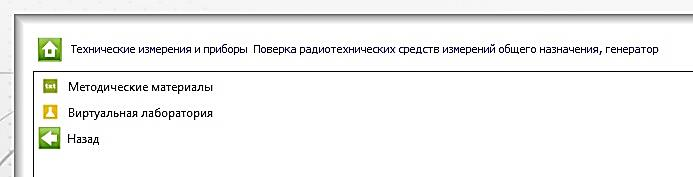 Технические измерения и приборы Поверка радиотехнических средств измерений общего назначения, генератор
txt Методические материалы
Виртуальная лаборатория
Назад